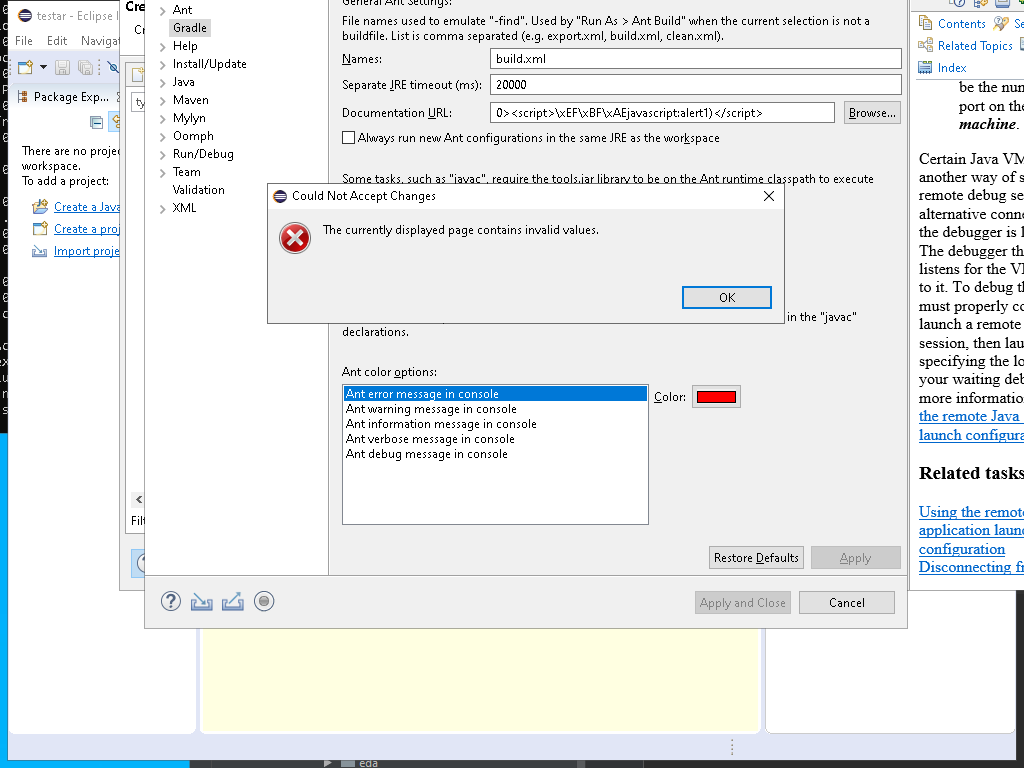 testar - Eclipse I
File Edit Naviga
Package Exp...
There are no projec
workspace.
To add a project:
Create a Java
Create a proj
Import proje
Cre
Cr
ty
<
Filt
Ant
Gradle
Help
Install/Update
Java
Maven
Mylyn
Oomph
Run/Debug
Team
Validation
XML
General Ant Settings:
File names used to emulate "-find". Used by "Run As > Ant Build" when the current selection is not a
buildfile. List is comma separated (e.g. export.xml, build.xml, clean.xml).
Names: build.xml
Separate JRE timeout (ms): 20000
Documentation URL: 0><script>\xEF\xBF\xAEjavascript:alert1)</script> Browse...
Always run new Ant configurations in the same JRE as the workspace
Some tasks, such as "javac", require the tools.jar library to be on the Ant runtime classpath to execute
Could Not Accept Changes
The currently displayed page contains invalid values.
OK
in the "javac"
declarations.
Ant color options:
Ant error message in console
Ant warning message in console
Ant information message in console
Ant verbose message in console
Ant debug message in console
Color:
Restore Defaults Apply
Apply and Close Cancel
Contents Se
Related Topics
Index
be the num
port on the
machine.
Certain Java VM
another way of s
remote debug se
alternative conne
the debugger is l
The debugger th
listens for the V
to it. To debug th
must properly co
launch a remote
session, then lau
specifying the lo
your waiting deb
more information
the remote Java
launch configura
Related tasks
Using the remote
application launc
configuration
Disconnecting fr
eda